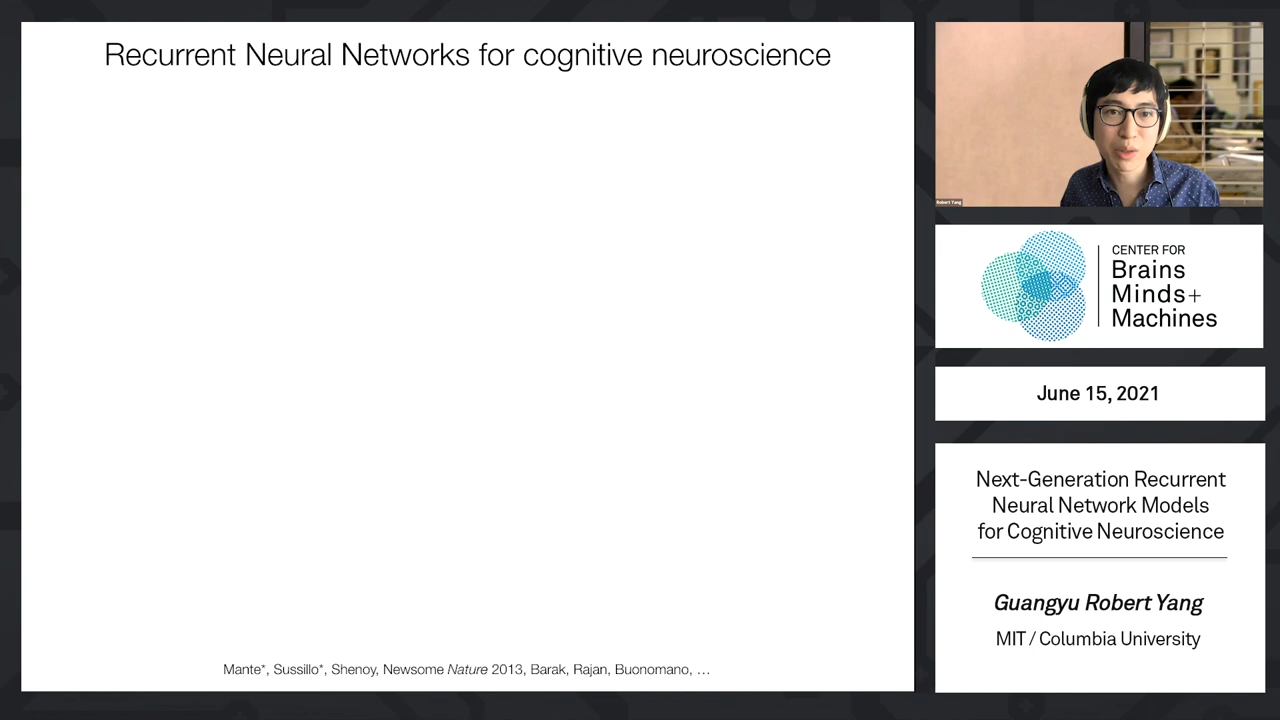 Recurrent Neural Networks for cognitive neuroscience
Mante*, Sussillo*, Shenoy, Newsome Nature 2013, Barak, Rajan, Buonomano, …
Robert Yang
CENTER FOR
Brains
Minds+
Machines
June 15, 2021
Next-Generation Recurrent
Neural Network Models
for Cognitive Neuroscience
Guangyu Robert Yang
MIT / Columbia University